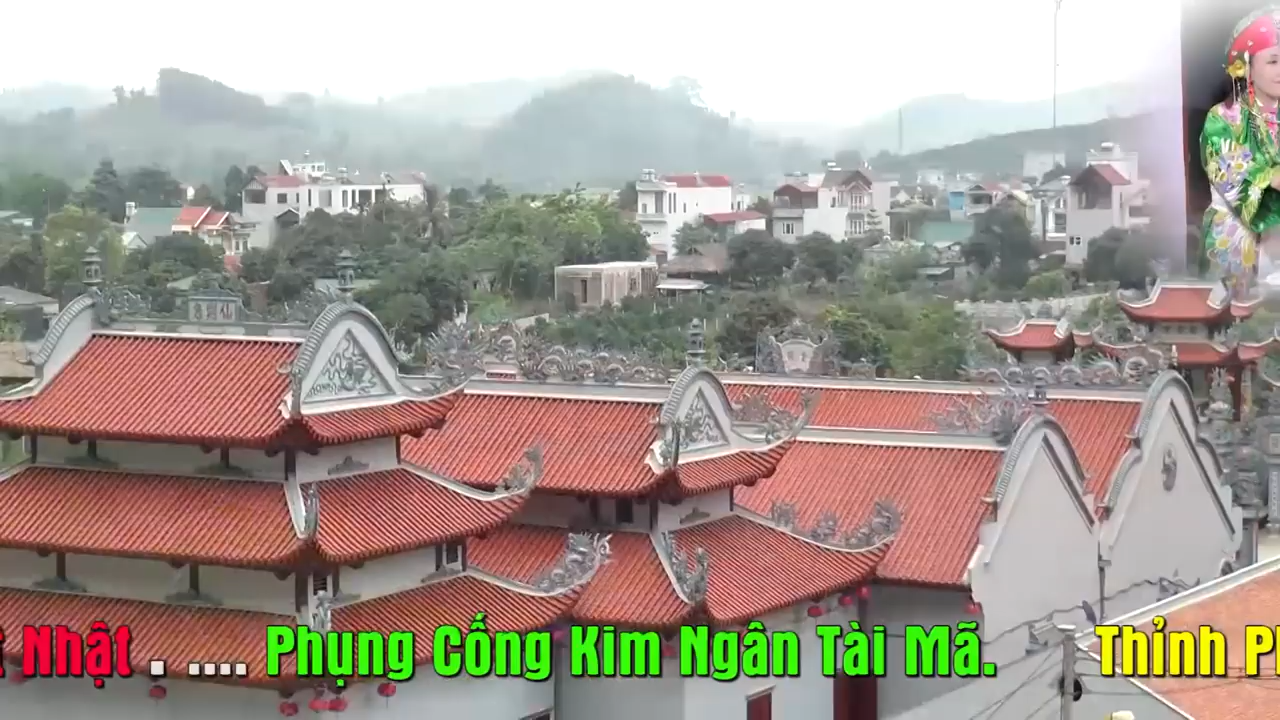 Nhật . .... Phụng Cống Kim Ngân Tài Mã. Thỉnh